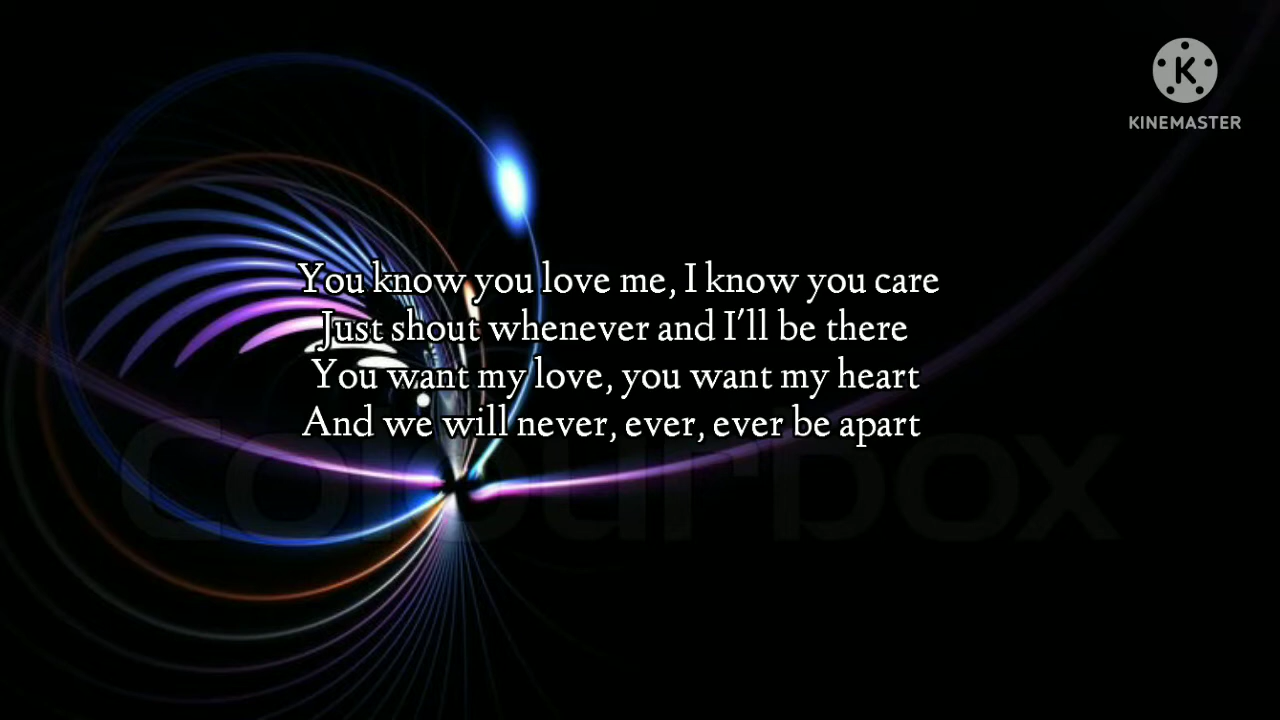 KINEMASTER
You know you love me, I know you care
Just shout whenever and I'll be there
You want my love, you want my heart
And we will never, ever, ever be apart
Colourbox